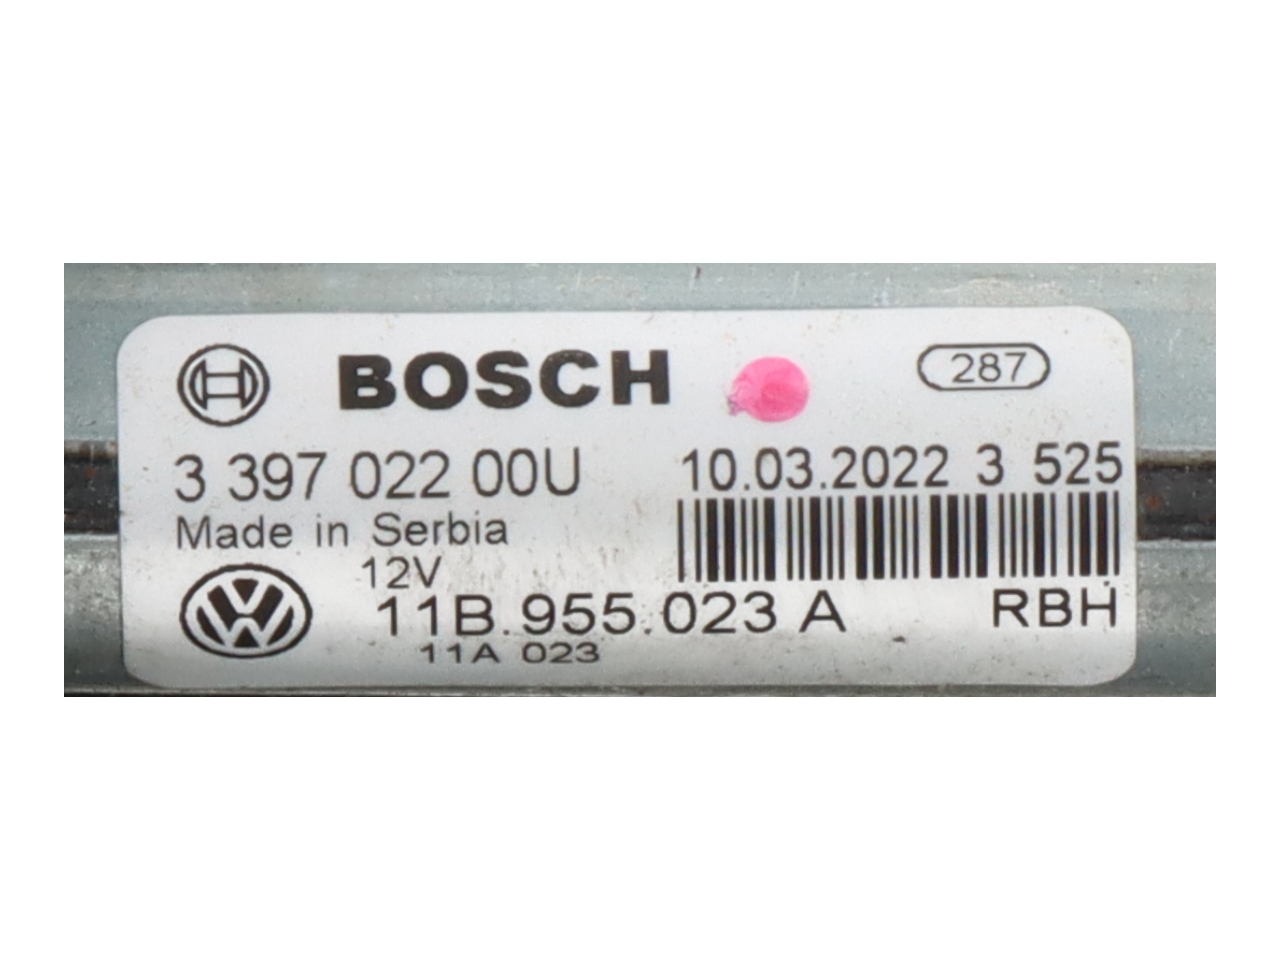 BOSCH
287
3 397 022 00U
10.03.2022 3 525
Made in Serbia
12V
11B.955.023 A
RBH
11A 023